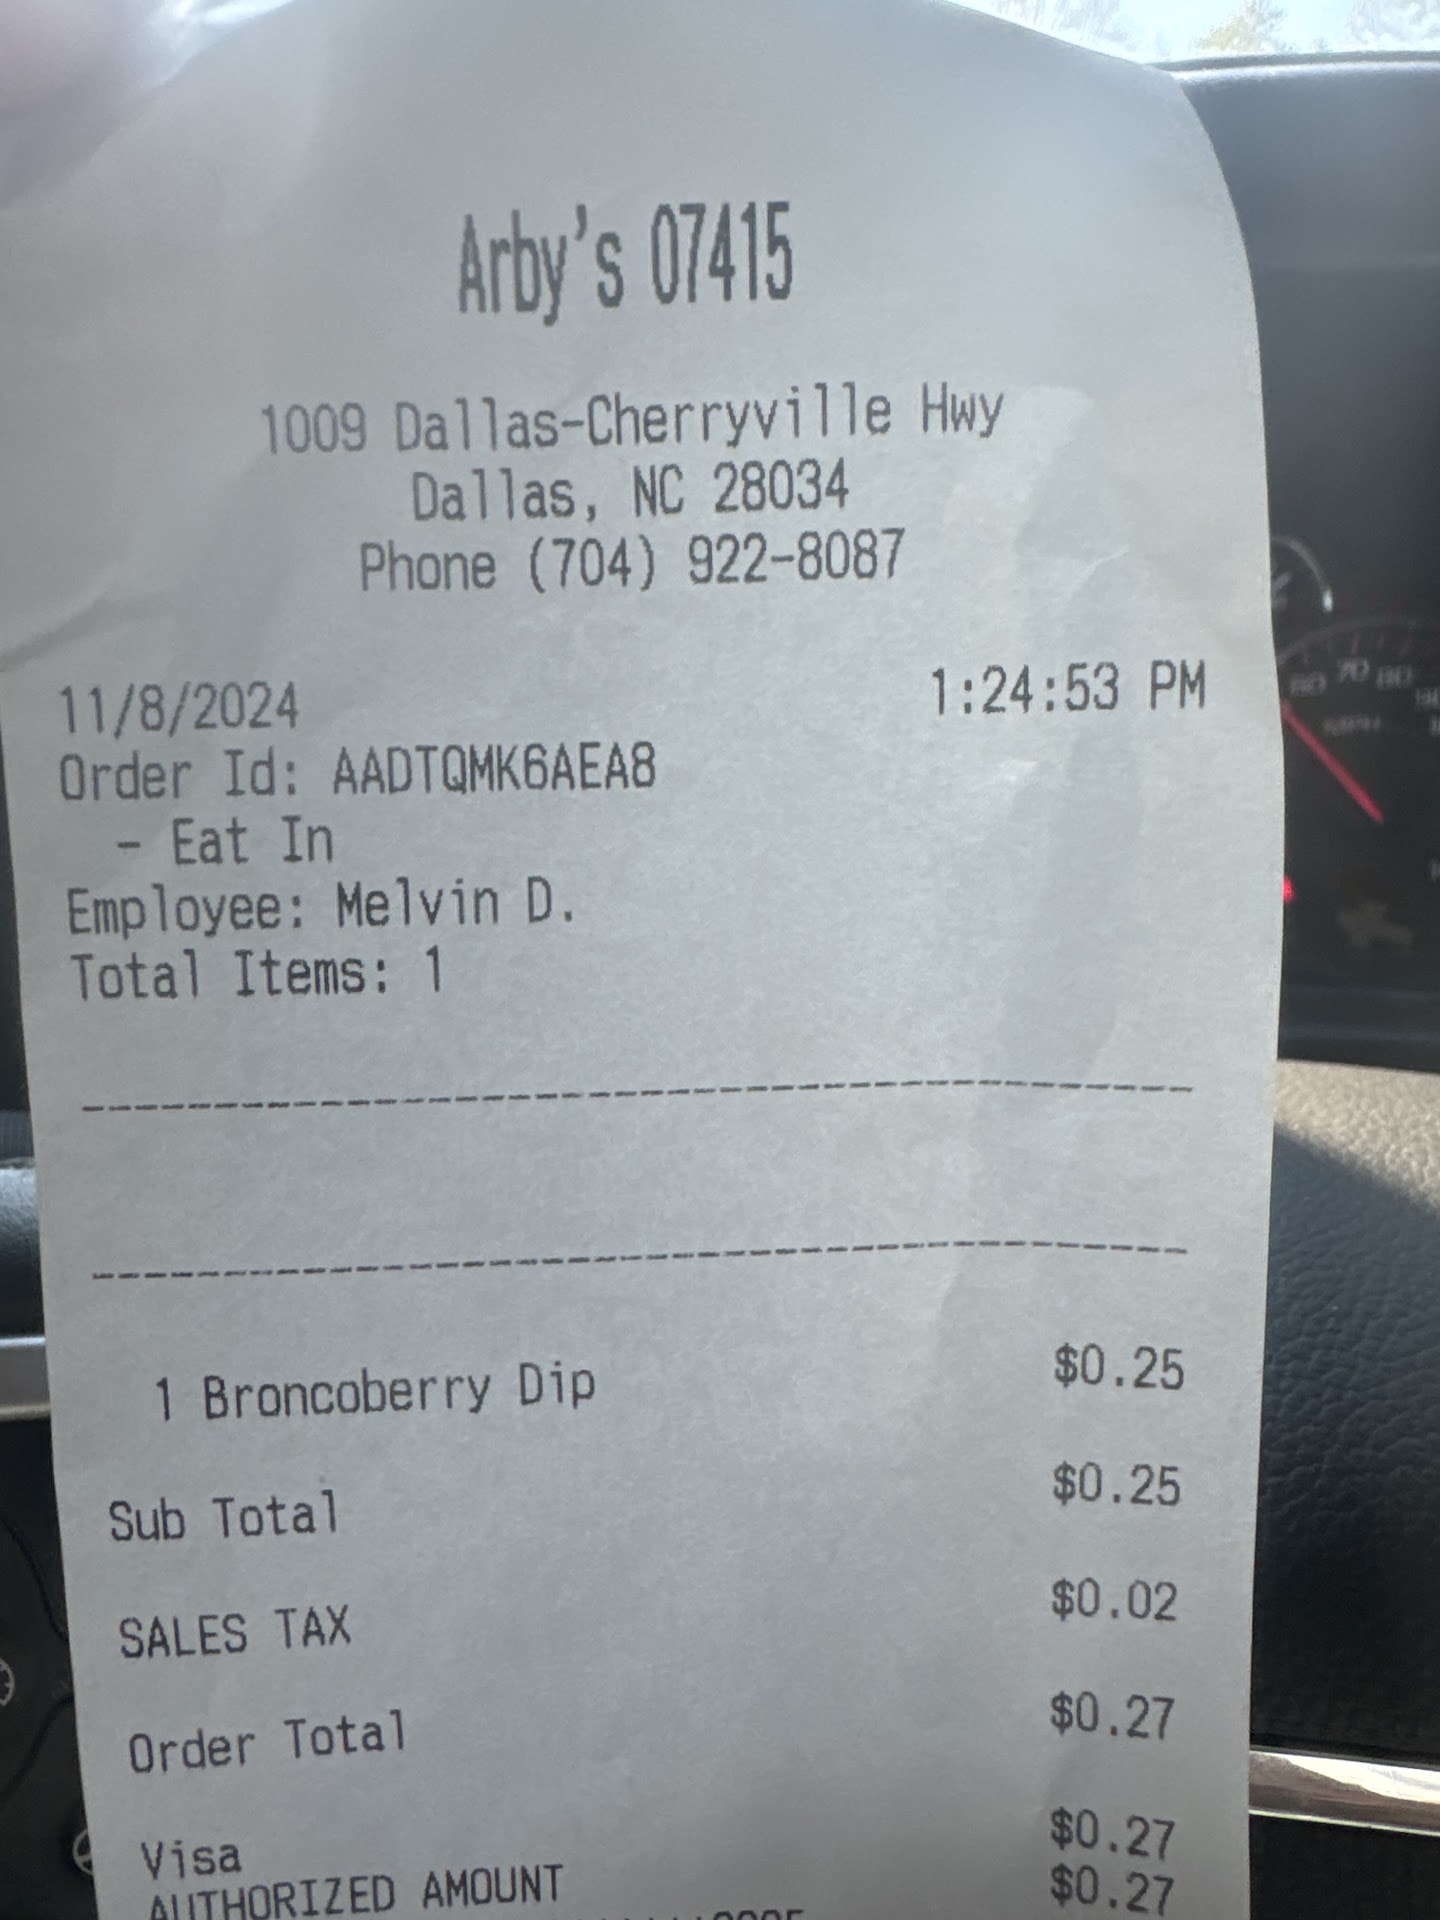 Arby's 07415
1009 Dallas-Cherryville Hwy
Dallas, NC 28034
Phone (704) 922-8087
11/8/2024 1:24:53 PM
Order Id: AADTQMK6AEA8
- Eat In
Employee: Melvin D.
Total Items: 1
1 Broncoberry Dip $0.25
Sub Total $0.25
SALES TAX $0.02
Order Total $0.27
Visa $0.27
AUTHORIZED AMOUNT $0.27
70 80